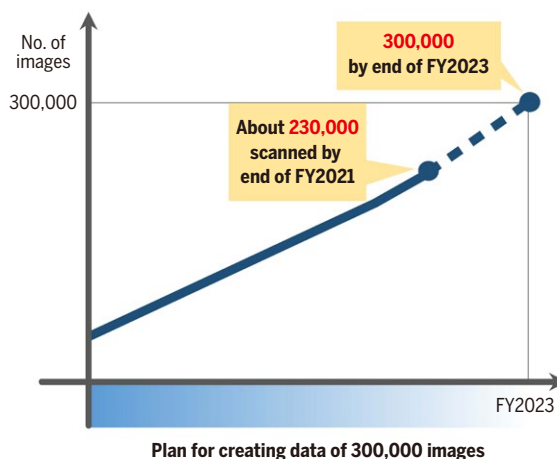 No. of
images
300,000
300,000
by end of FY2023
About 230,000
scanned by
end of FY2021
FY2023
Plan for creating data of 300,000 images